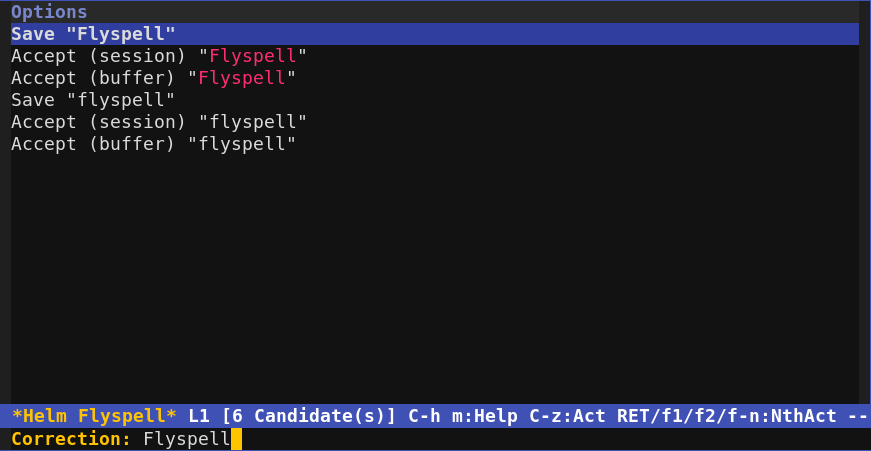 Options
Save "Flyspell"
Accept (session) "Flyspell"
Accept (buffer) "Flyspell"
Save "flyspell"
Accept (session) "flyspell"
Accept (buffer) "flyspell"
*Helm Flyspell* L1 [6 Candidate(s)] C-h m:Help C-z:Act RET/f1/f2/f-n:NthAct --
Correction: Flyspell